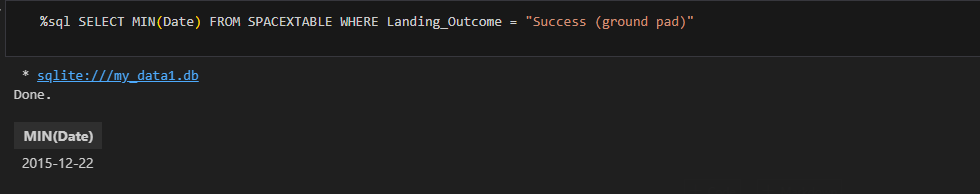 %sql SELECT MIN(Date) FROM SPACEXTABLE WHERE Landing_Outcome = "Success (ground pad)"
* sqlite:///my_data1.db
Done.
MIN(Date)
2015-12-22